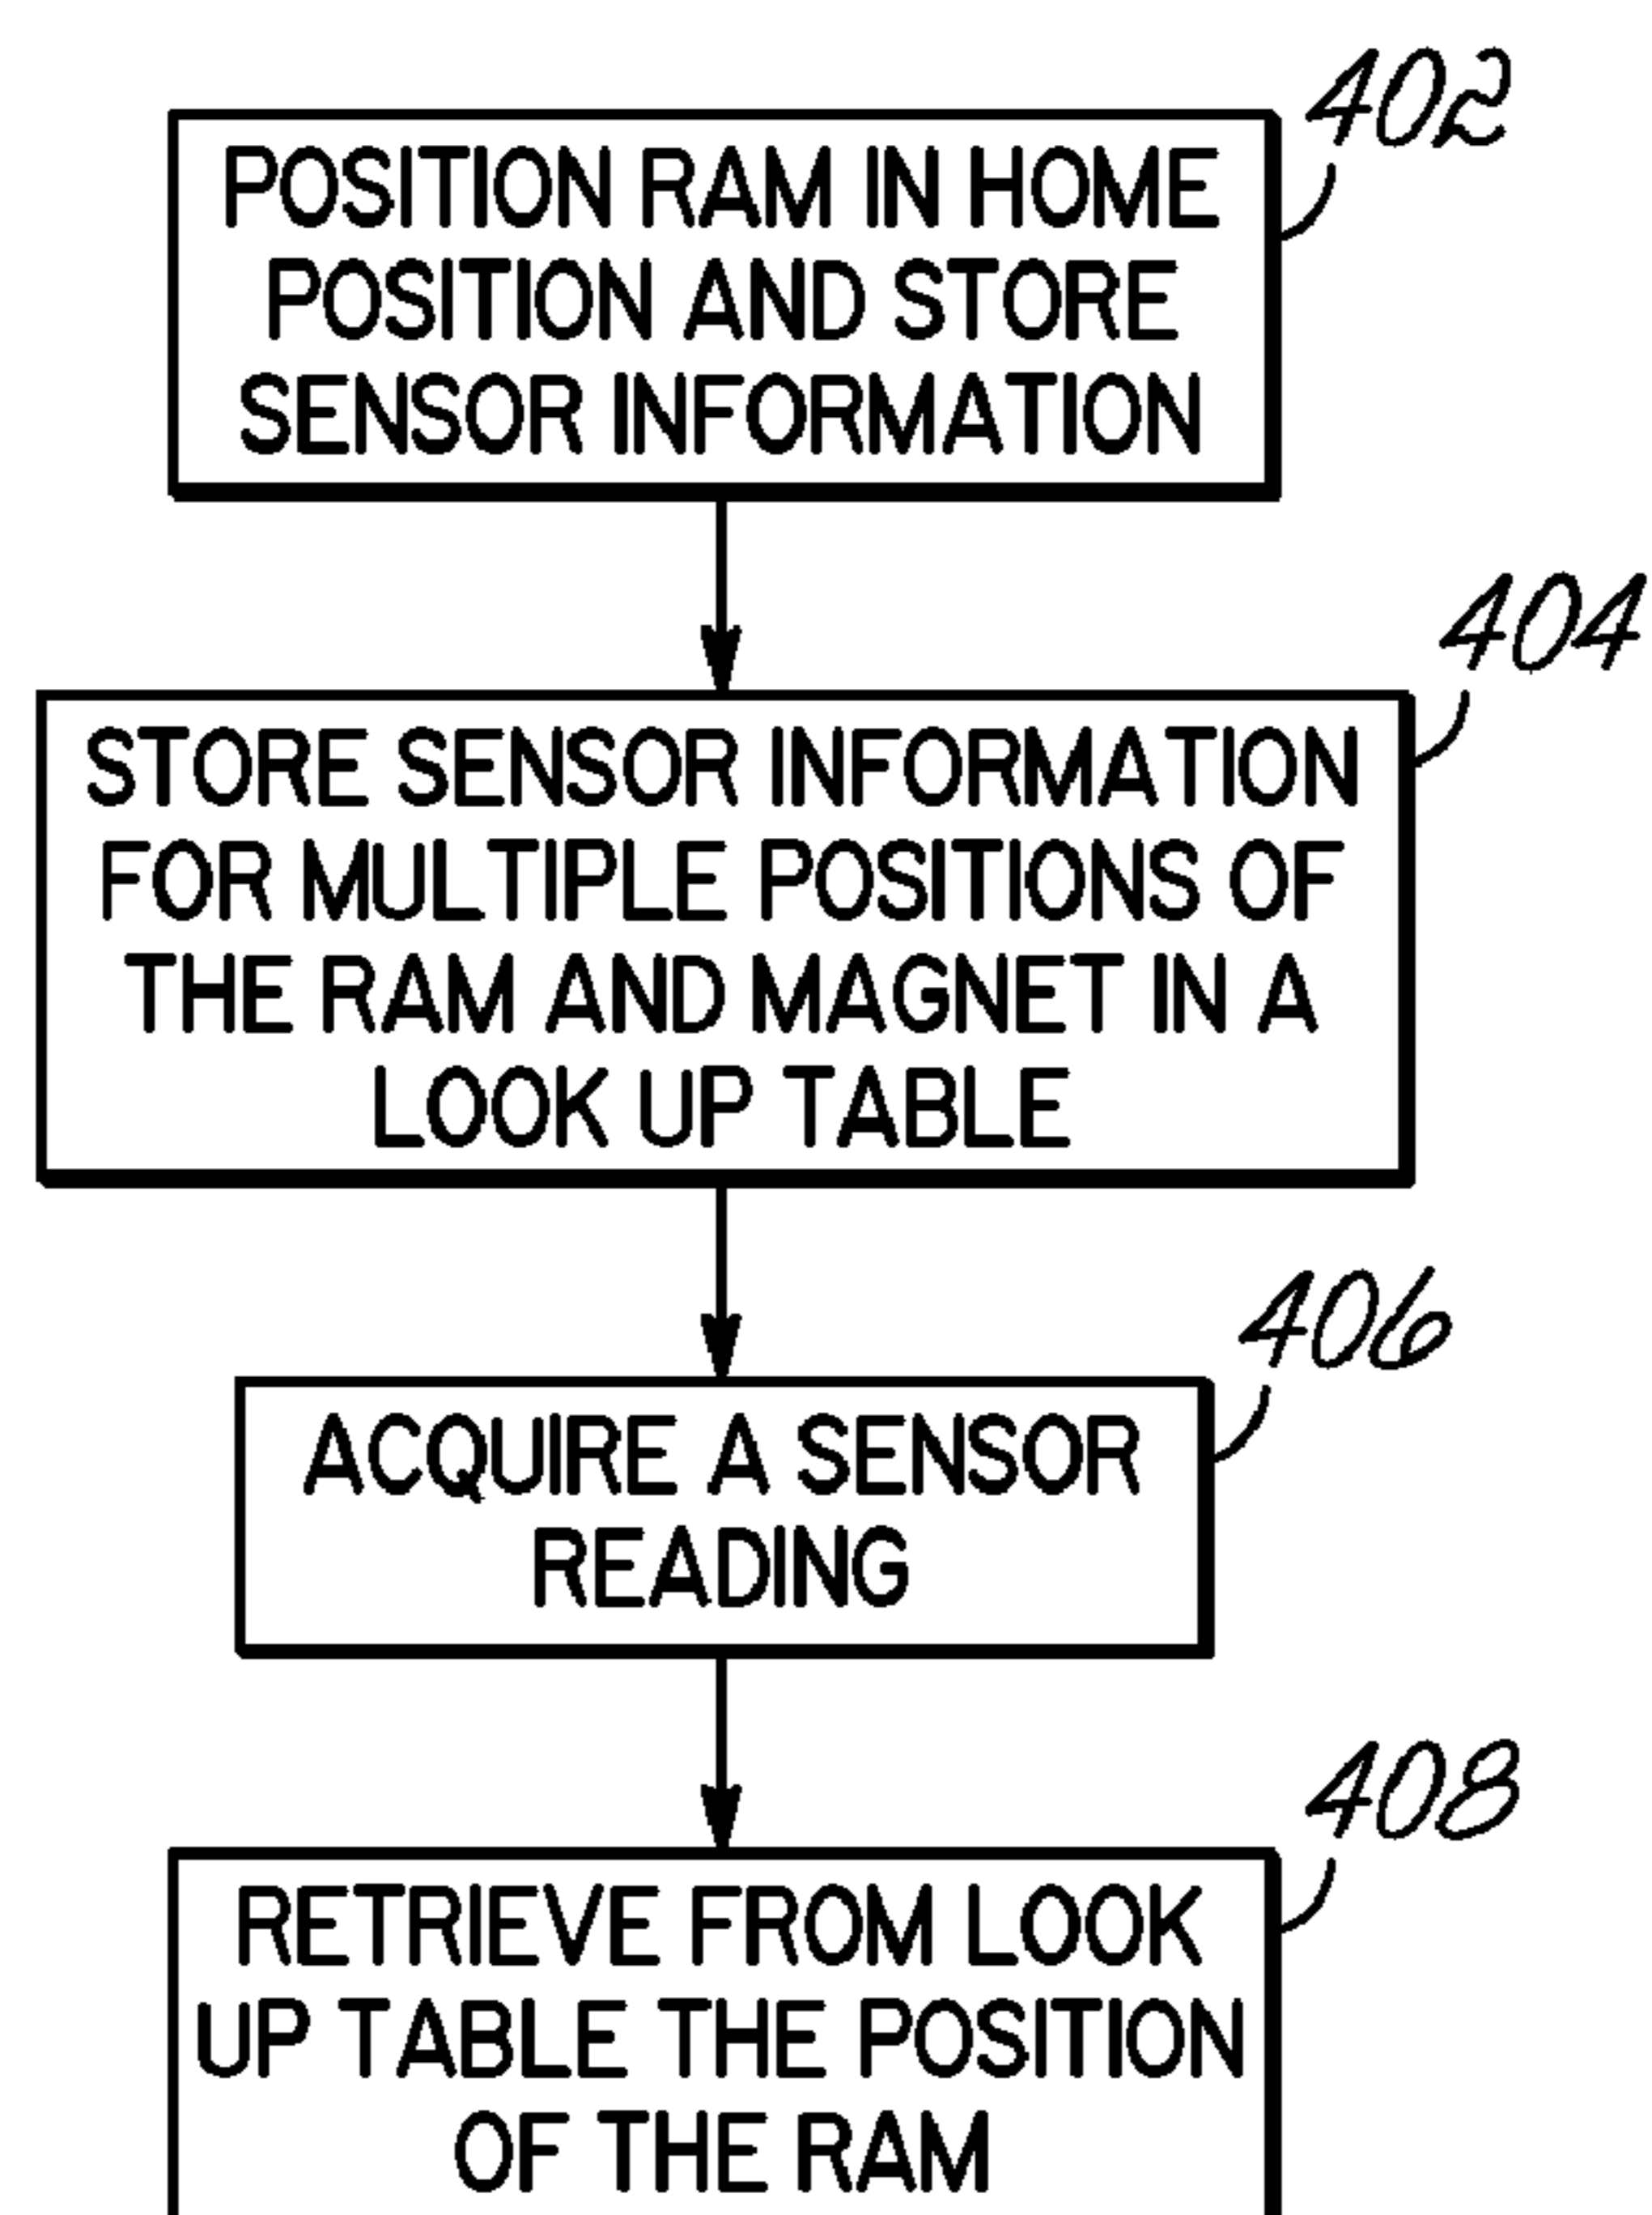 402
POSITION RAM IN HOME
POSITION AND STORE
SENSOR INFORMATION
404
STORE SENSOR INFORMATION
FOR MULTIPLE POSITIONS OF
THE RAM AND MAGNET IN A
LOOK UP TABLE
406
ACQUIRE A SENSOR
READING
408
RETRIEVE FROM LOOK
UP TABLE THE POSITION
OF THE RAM